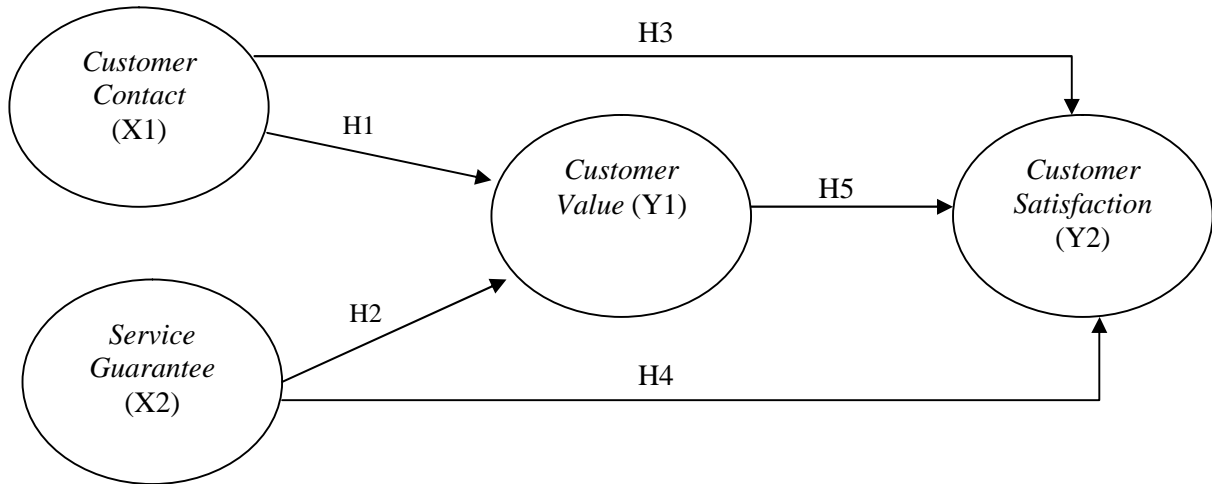 H3
Customer
Contact
(X1)
H1
Customer
Value (Y1)
H5
Customer
Satisfaction
(Y2)
H2
Service
Guarantee
(X2)
H4